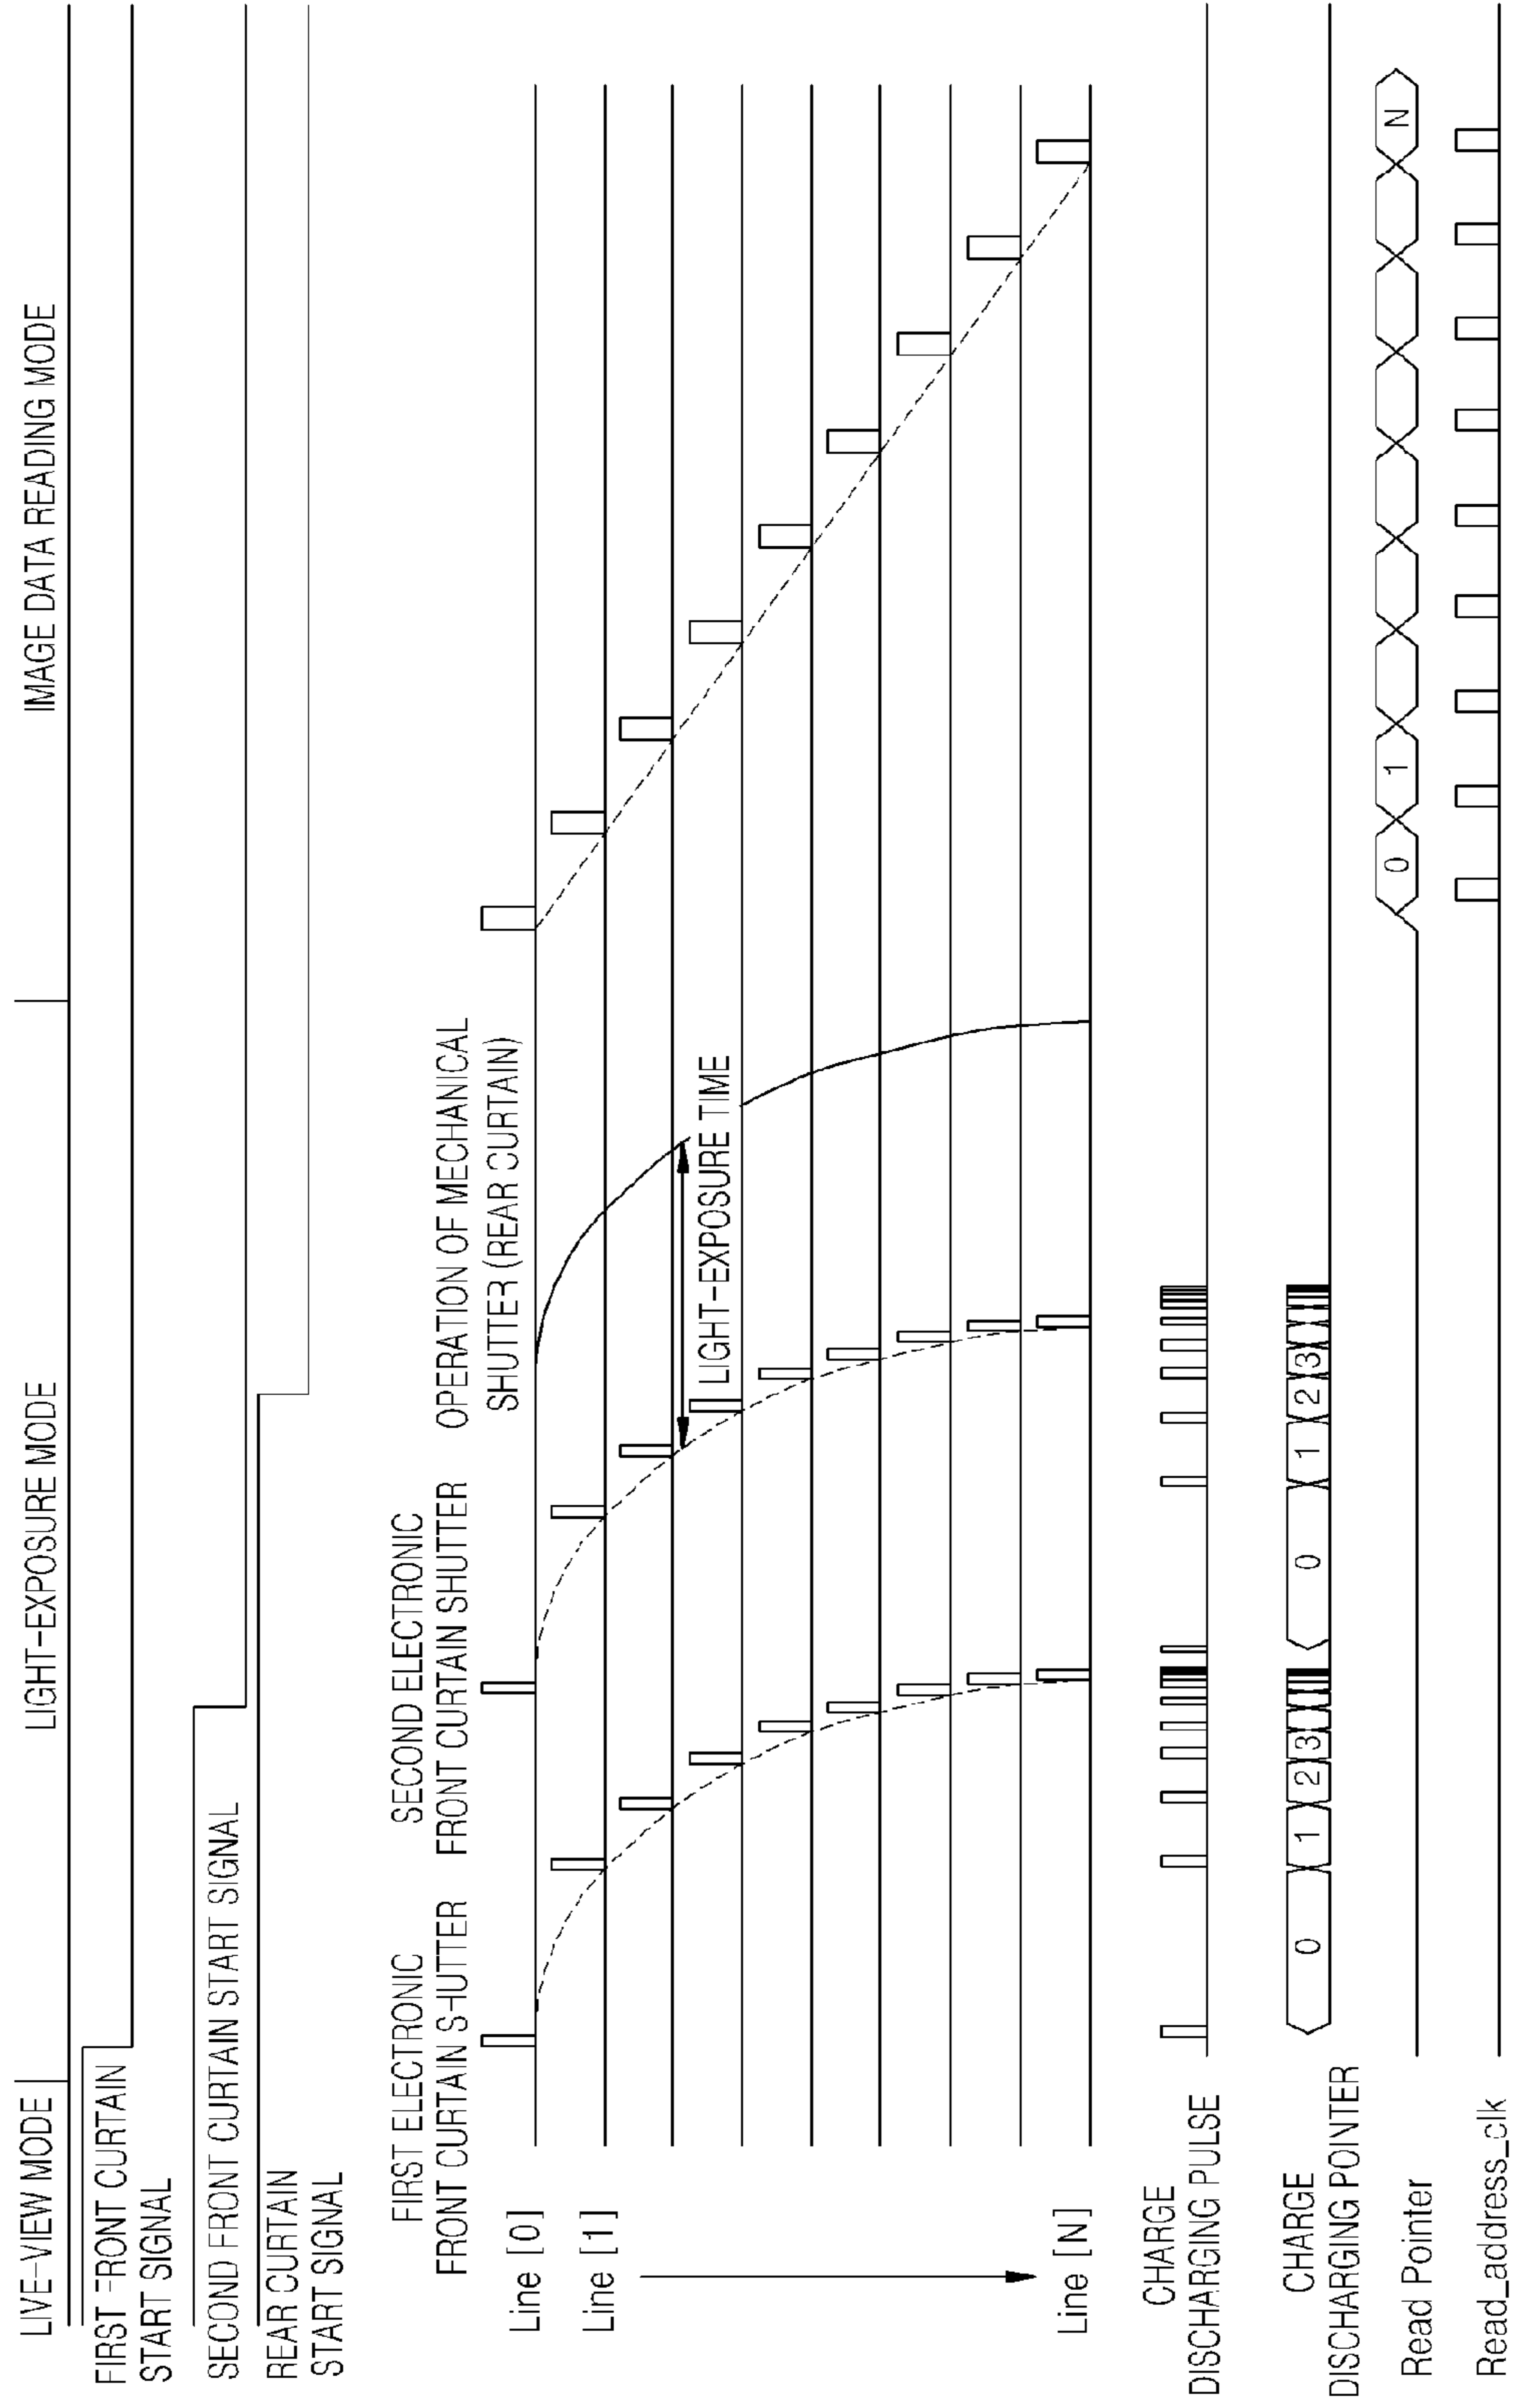 LIVE-VIEW MODE
LIGHT-EXPOSURE MODE
IMAGE DATA READING MODE
FIRST FRONT CURTAIN
START SIGNAL
SECOND FRONT CURTAIN START SIGNAL
REAR CURTAIN
START SIGNAL
FIRST ELECTRONIC
FRONT CURTAIN SHUTTER
SECOND ELECTRONIC
FRONT CURTAIN SHUTTER
OPERATION OF MECHANICAL
SHUTTER (REAR CURTAIN)
Line [0]
Line [1]
LIGHT-EXPOSURE TIME
Line [N]
CHARGE
DISCHARGING PULSE
CHARGE
DISCHARGING POINTER
0 1 2 3 0 1 2 3
Read Pointer
0 1 N
Read_address_clk